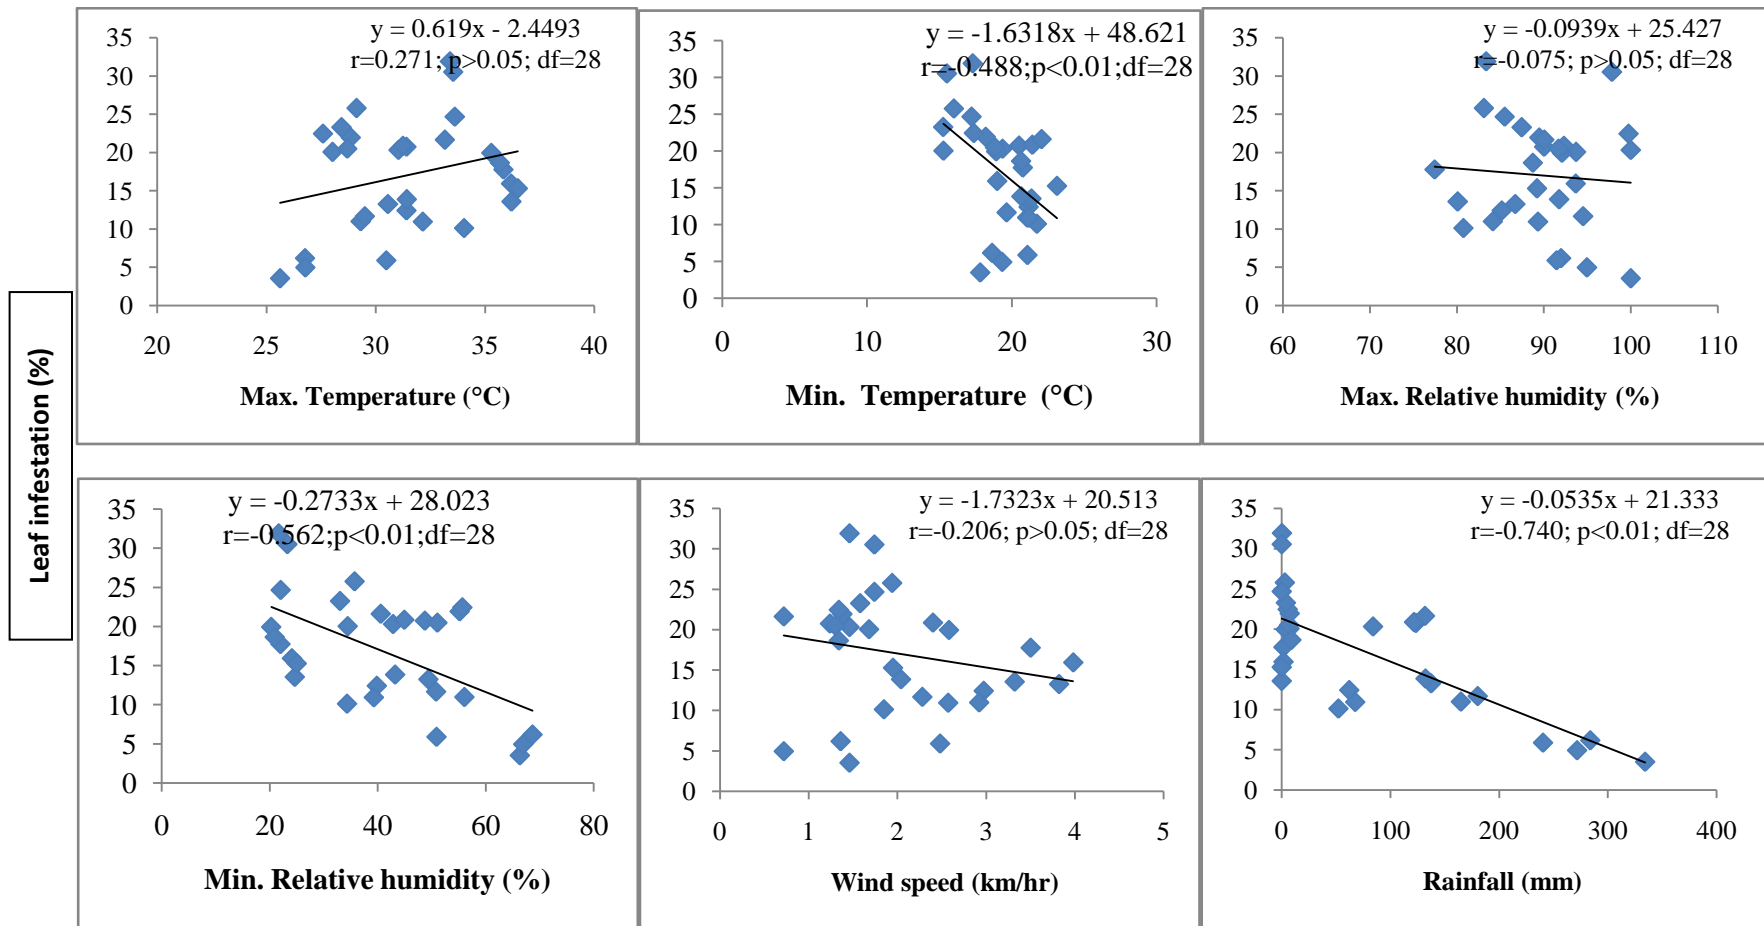 Leaf infestation (%)
y = 0.619x - 2.4493
r=0.271; p>0.05; df=28
35
30
25
20
15
10
5
0
20 25 30 35 40
Max. Temperature (°C)
y = -1.6318x + 48.621
r=-0.488;p<0.01;df=28
35
30
25
20
15
10
5
0
0 10 20 30
Min. Temperature (°C)
y = -0.0939x + 25.427
r=-0.075; p>0.05; df=28
35
30
25
20
15
10
5
0
60 70 80 90 100 110
Max. Relative humidity (%)
y = -0.2733x + 28.023
r=-0.562;p<0.01;df=28
35
30
25
20
15
10
5
0
0 20 40 60 80
Min. Relative humidity (%)
y = -1.7323x + 20.513
r=-0.206; p>0.05; df=28
35
30
25
20
15
10
5
0
0 1 2 3 4 5
Wind speed (km/hr)
y = -0.0535x + 21.333
r=-0.740; p<0.01; df=28
35
30
25
20
15
10
5
0
0 100 200 300 400
Rainfall (mm)